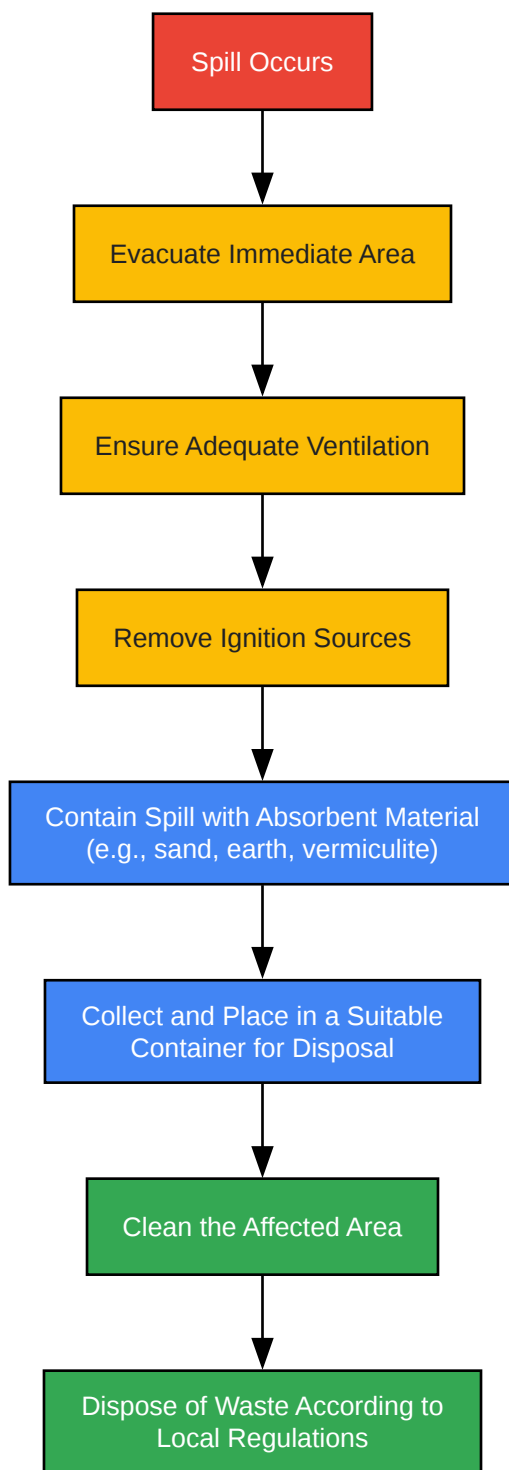 Spill Occurs
Evacuate Immediate Area
Ensure Adequate Ventilation
Remove Ignition Sources
Contain Spill with Absorbent Material
(e.g., sand, earth, vermiculite)
Collect and Place in a Suitable
Container for Disposal
Clean the Affected Area
Dispose of Waste According to
Local Regulations